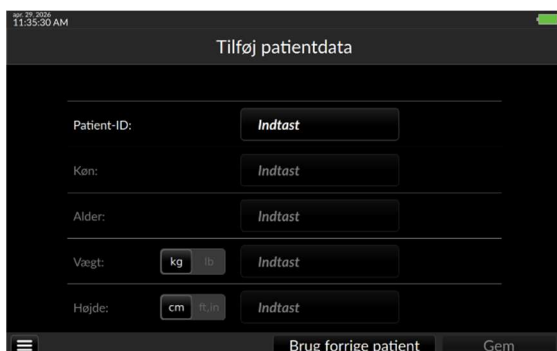 apr. 29, 2026
11:35:30 AM
Tilføj patientdata
Patient-ID: Indtast
Køn: Indtast
Alder: Indtast
Vægt: kg lb Indtast
Højde: cm ft,in Indtast
Brug forrige patient Gem